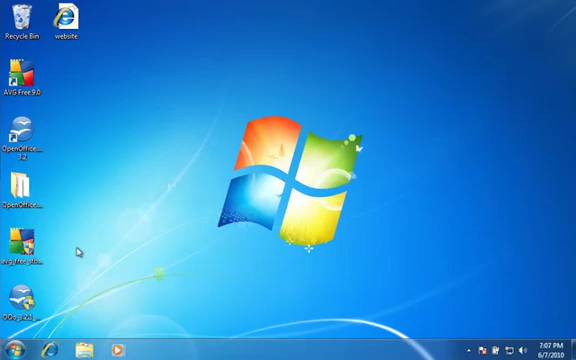 Recycle Bin
website
AVG Free 9.0
OpenOffice....
3.2
OpenOffice....
avg_free_stb...
OOo_3.2.1_...
7:07 PM
6/7/2010